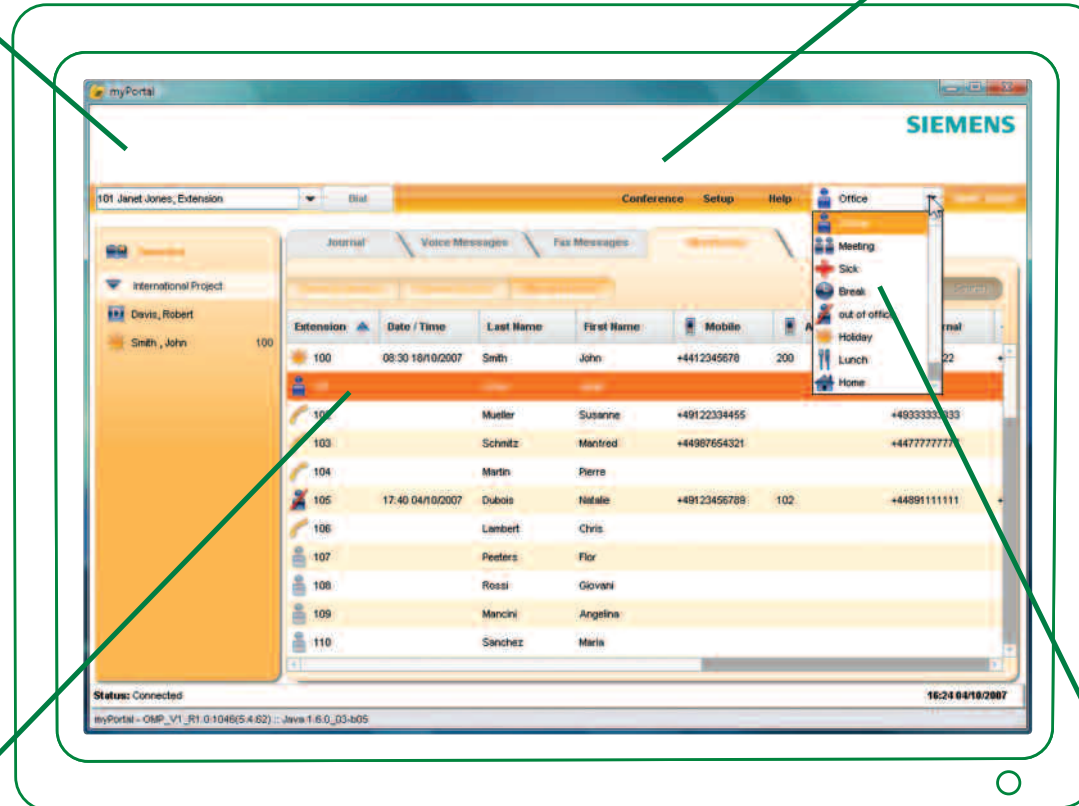 myPortal
SIEMENS
101 Janet Jones, Extension
Dial
Conference Setup Help
Office
Journal Voice Messages Fax Messages
Meeting
Sick
Break
out of office
Holiday
Lunch
Home
International Project
Davis, Robert
Smith , John 100
Extension Date / Time Last Name First Name Mobile
100 08:30 18/10/2007 Smith John +4412345678 200 22
Mueller Susanne +49122334455
103 Schmitz Manfred +44987654321
104 Martin Pierre
105 17:40 04/10/2007 Dubois Natalie +49123456789 102 +44891111111
106 Lambert Chris
107 Peeters Flor
108 Rossi Giovani
109 Mancini Angelina
110 Sanchez Maria
Status: Connected 16:24 04/10/2007
myPortal - OMP_V1_R1.0:1046(5.4.62) :: Java 1.6.0_03-b05